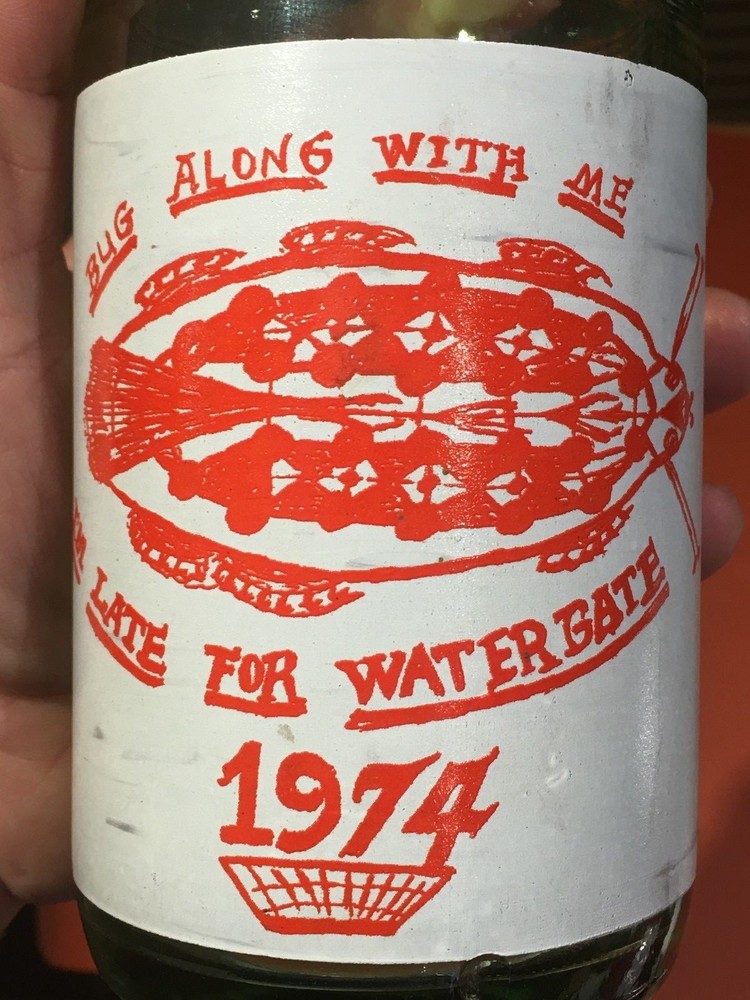 BUG ALONG WITH ME
I'M LATE FOR WATERGATE
1974